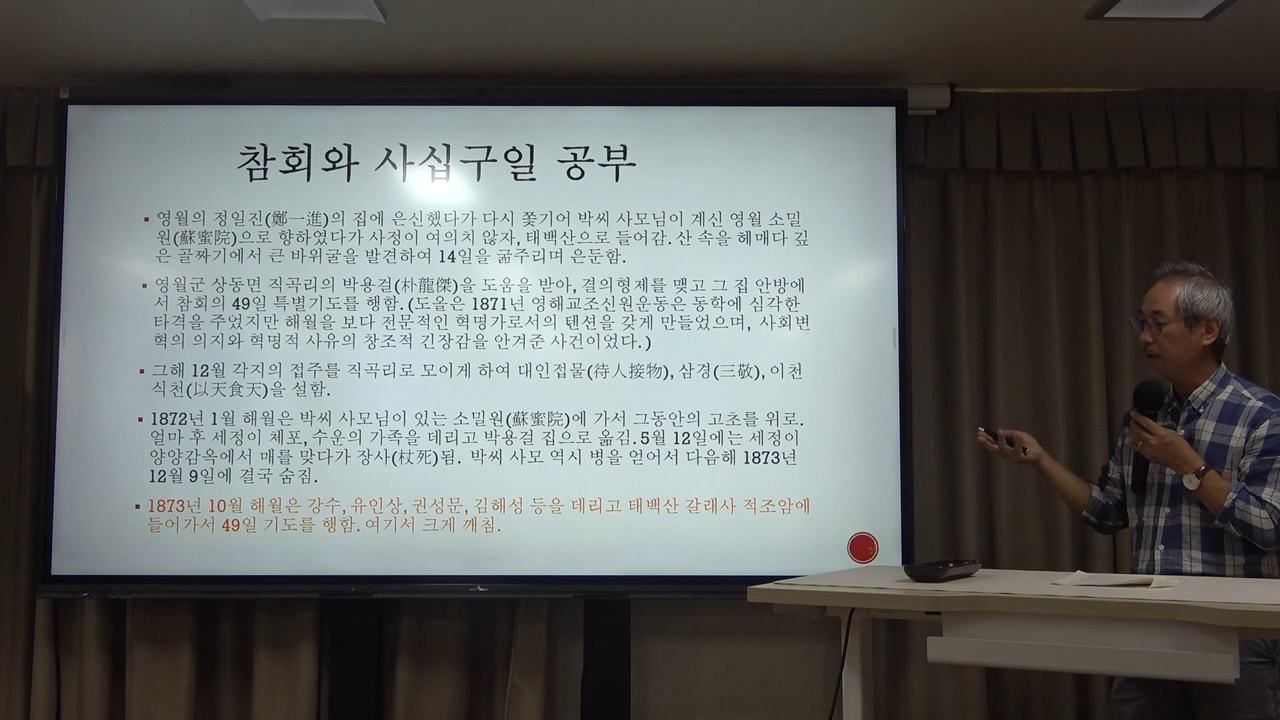 참회와 사십구일 공부
영월의 정일진(鄭一進)의 집에 은신했다가 다시 쫓기어 박씨 사모님이 계신 영월 소밀
원(蘇蜜院)으로 향하였다가 사정이 여의치 않자, 태백산으로 들어감. 산 속을 헤매다 깊
은 골짜기에서 큰 바위굴을 발견하여 14일을 굶주리며 은둔함.
영월군 상동면 직곡리의 박용걸(朴龍傑)을 도움을 받아, 결의형제를 맺고 그 집 안방에
서 참회의 49일 특별기도를 행함. (도올은 1871년 영해교조신원운동은 동학에 심각한
타격을 주었지만 해월을 보다 전문적인 혁명가로서의 텐션을 갖게 만들었으며, 사회변
혁의 의지와 혁명적 사유의 창조적 긴장감을 안겨준 사건이었다.)
그해 12월 각지의 접주를 직곡리로 모이게 하여 대인접물(待人接物), 삼경(三敬), 이천
식천(以天食天)을 설함.
1872년 1월 해월은 박씨 사모님이 있는 소밀원(蘇蜜院)에 가서 그동안의 고초를 위로.
얼마 후 세정이 체포, 수운의 가족을 데리고 박용걸 집으로 옮김. 5월 12일에는 세정이
양양감옥에서 매를 맞다가 장사(杖死)됨. 박씨 사모 역시 병을 얻어서 다음해 1873년
12월 9일에 결국 숨짐.
1873년 10월 해월은 강수, 유인상, 권성문, 김해성 등을 데리고 태백산 갈래사 적조암에
들어가서 49일 기도를 행함. 여기서 크게 깨침.